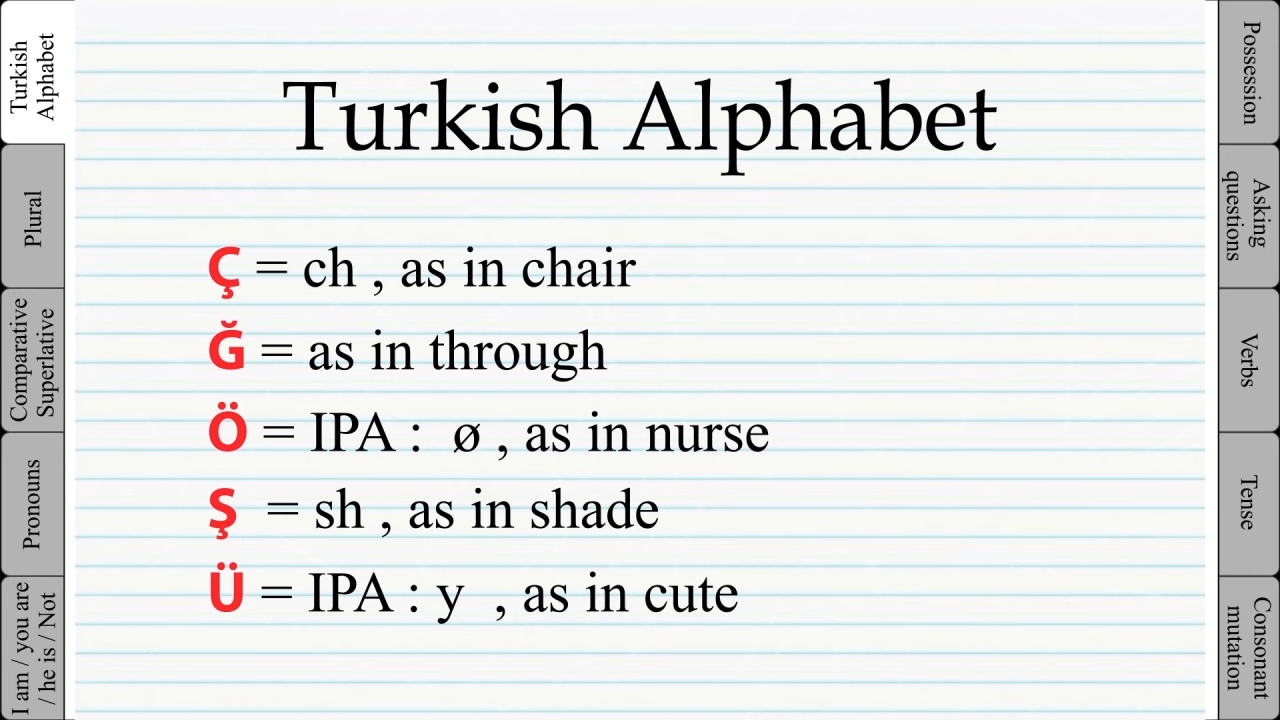 Turkish
Alphabet
Plural
Comparative
Superlative
Pronouns
I am / you are
/ he is / Not
Turkish Alphabet
Ç = ch , as in chair
Ğ = as in through
Ö = IPA : ø , as in nurse
Ş = sh , as in shade
Ü = IPA : y , as in cute
Possession
Asking
questions
Verbs
Tense
Consonant
mutation